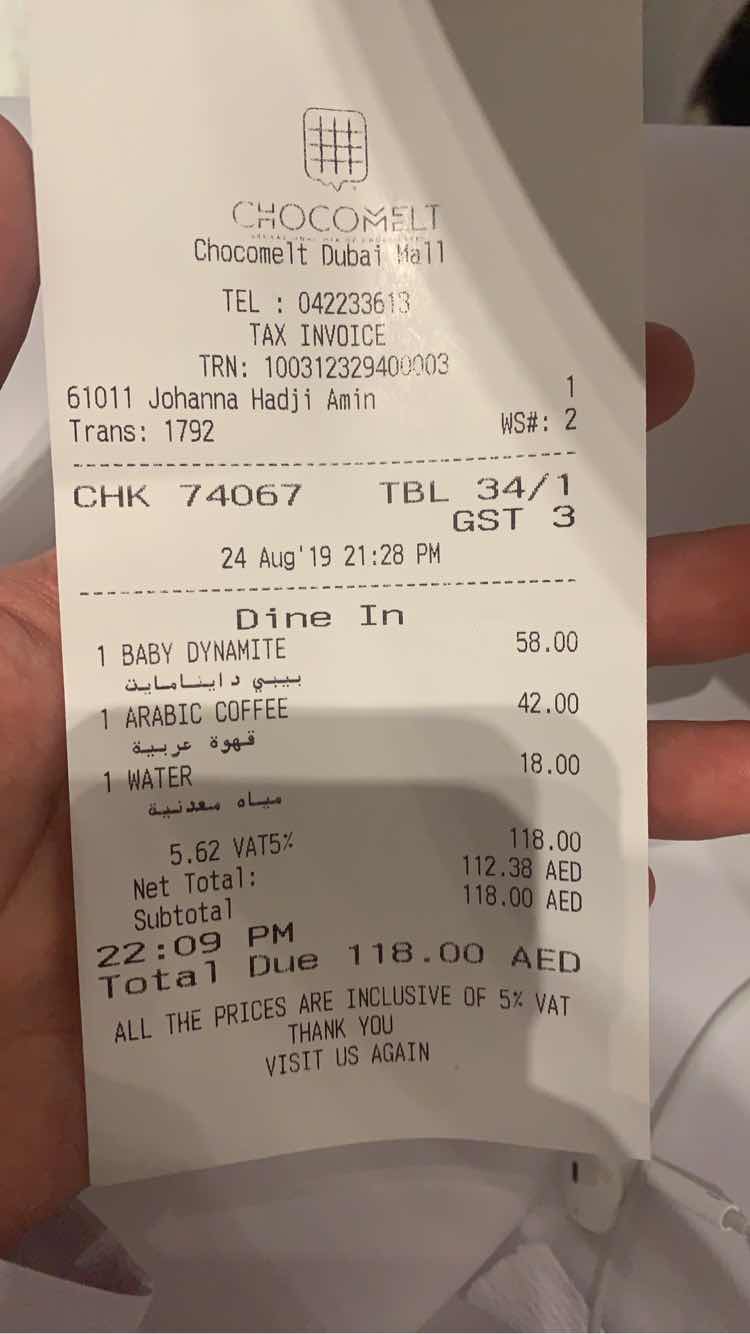 CHOCOMELT
Chocomelt Dubai Mall
TEL : 042233613
TAX INVOICE
TRN: 100312329400003
61011 Johanna Hadji Amin 1
Trans: 1792 WS#: 2
CHK 74067 TBL 34/1
GST 3
24 Aug'19 21:28 PM
Dine In
1 BABY DYNAMITE 58.00
بيبي داينامايت
1 ARABIC COFFEE 42.00
قهوة عربية
1 WATER 18.00
مياه معدنية
5.62 VAT5% 118.00
Net Total: 112.38 AED
Subtotal 118.00 AED
22:09 PM
Total Due 118.00 AED
ALL THE PRICES ARE INCLUSIVE OF 5% VAT
THANK YOU
VISIT US AGAIN